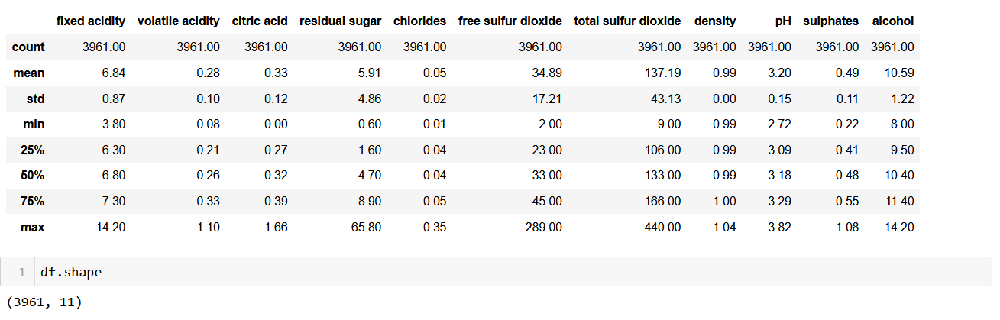 fixed acidity volatile acidity citric acid residual sugar chlorides free sulfur dioxide total sulfur dioxide density pH sulphates alcohol
count 3961.00 3961.00 3961.00 3961.00 3961.00 3961.00 3961.00 3961.00 3961.00 3961.00 3961.00
mean 6.84 0.28 0.33 5.91 0.05 34.89 137.19 0.99 3.20 0.49 10.59
std 0.87 0.10 0.12 4.86 0.02 17.21 43.13 0.00 0.15 0.11 1.22
min 3.80 0.08 0.00 0.60 0.01 2.00 9.00 0.99 2.72 0.22 8.00
25% 6.30 0.21 0.27 1.60 0.04 23.00 106.00 0.99 3.09 0.41 9.50
50% 6.80 0.26 0.32 4.70 0.04 33.00 133.00 0.99 3.18 0.48 10.40
75% 7.30 0.33 0.39 8.90 0.05 45.00 166.00 1.00 3.29 0.55 11.40
max 14.20 1.10 1.66 65.80 0.35 289.00 440.00 1.04 3.82 1.08 14.20
1 df.shape
(3961, 11)